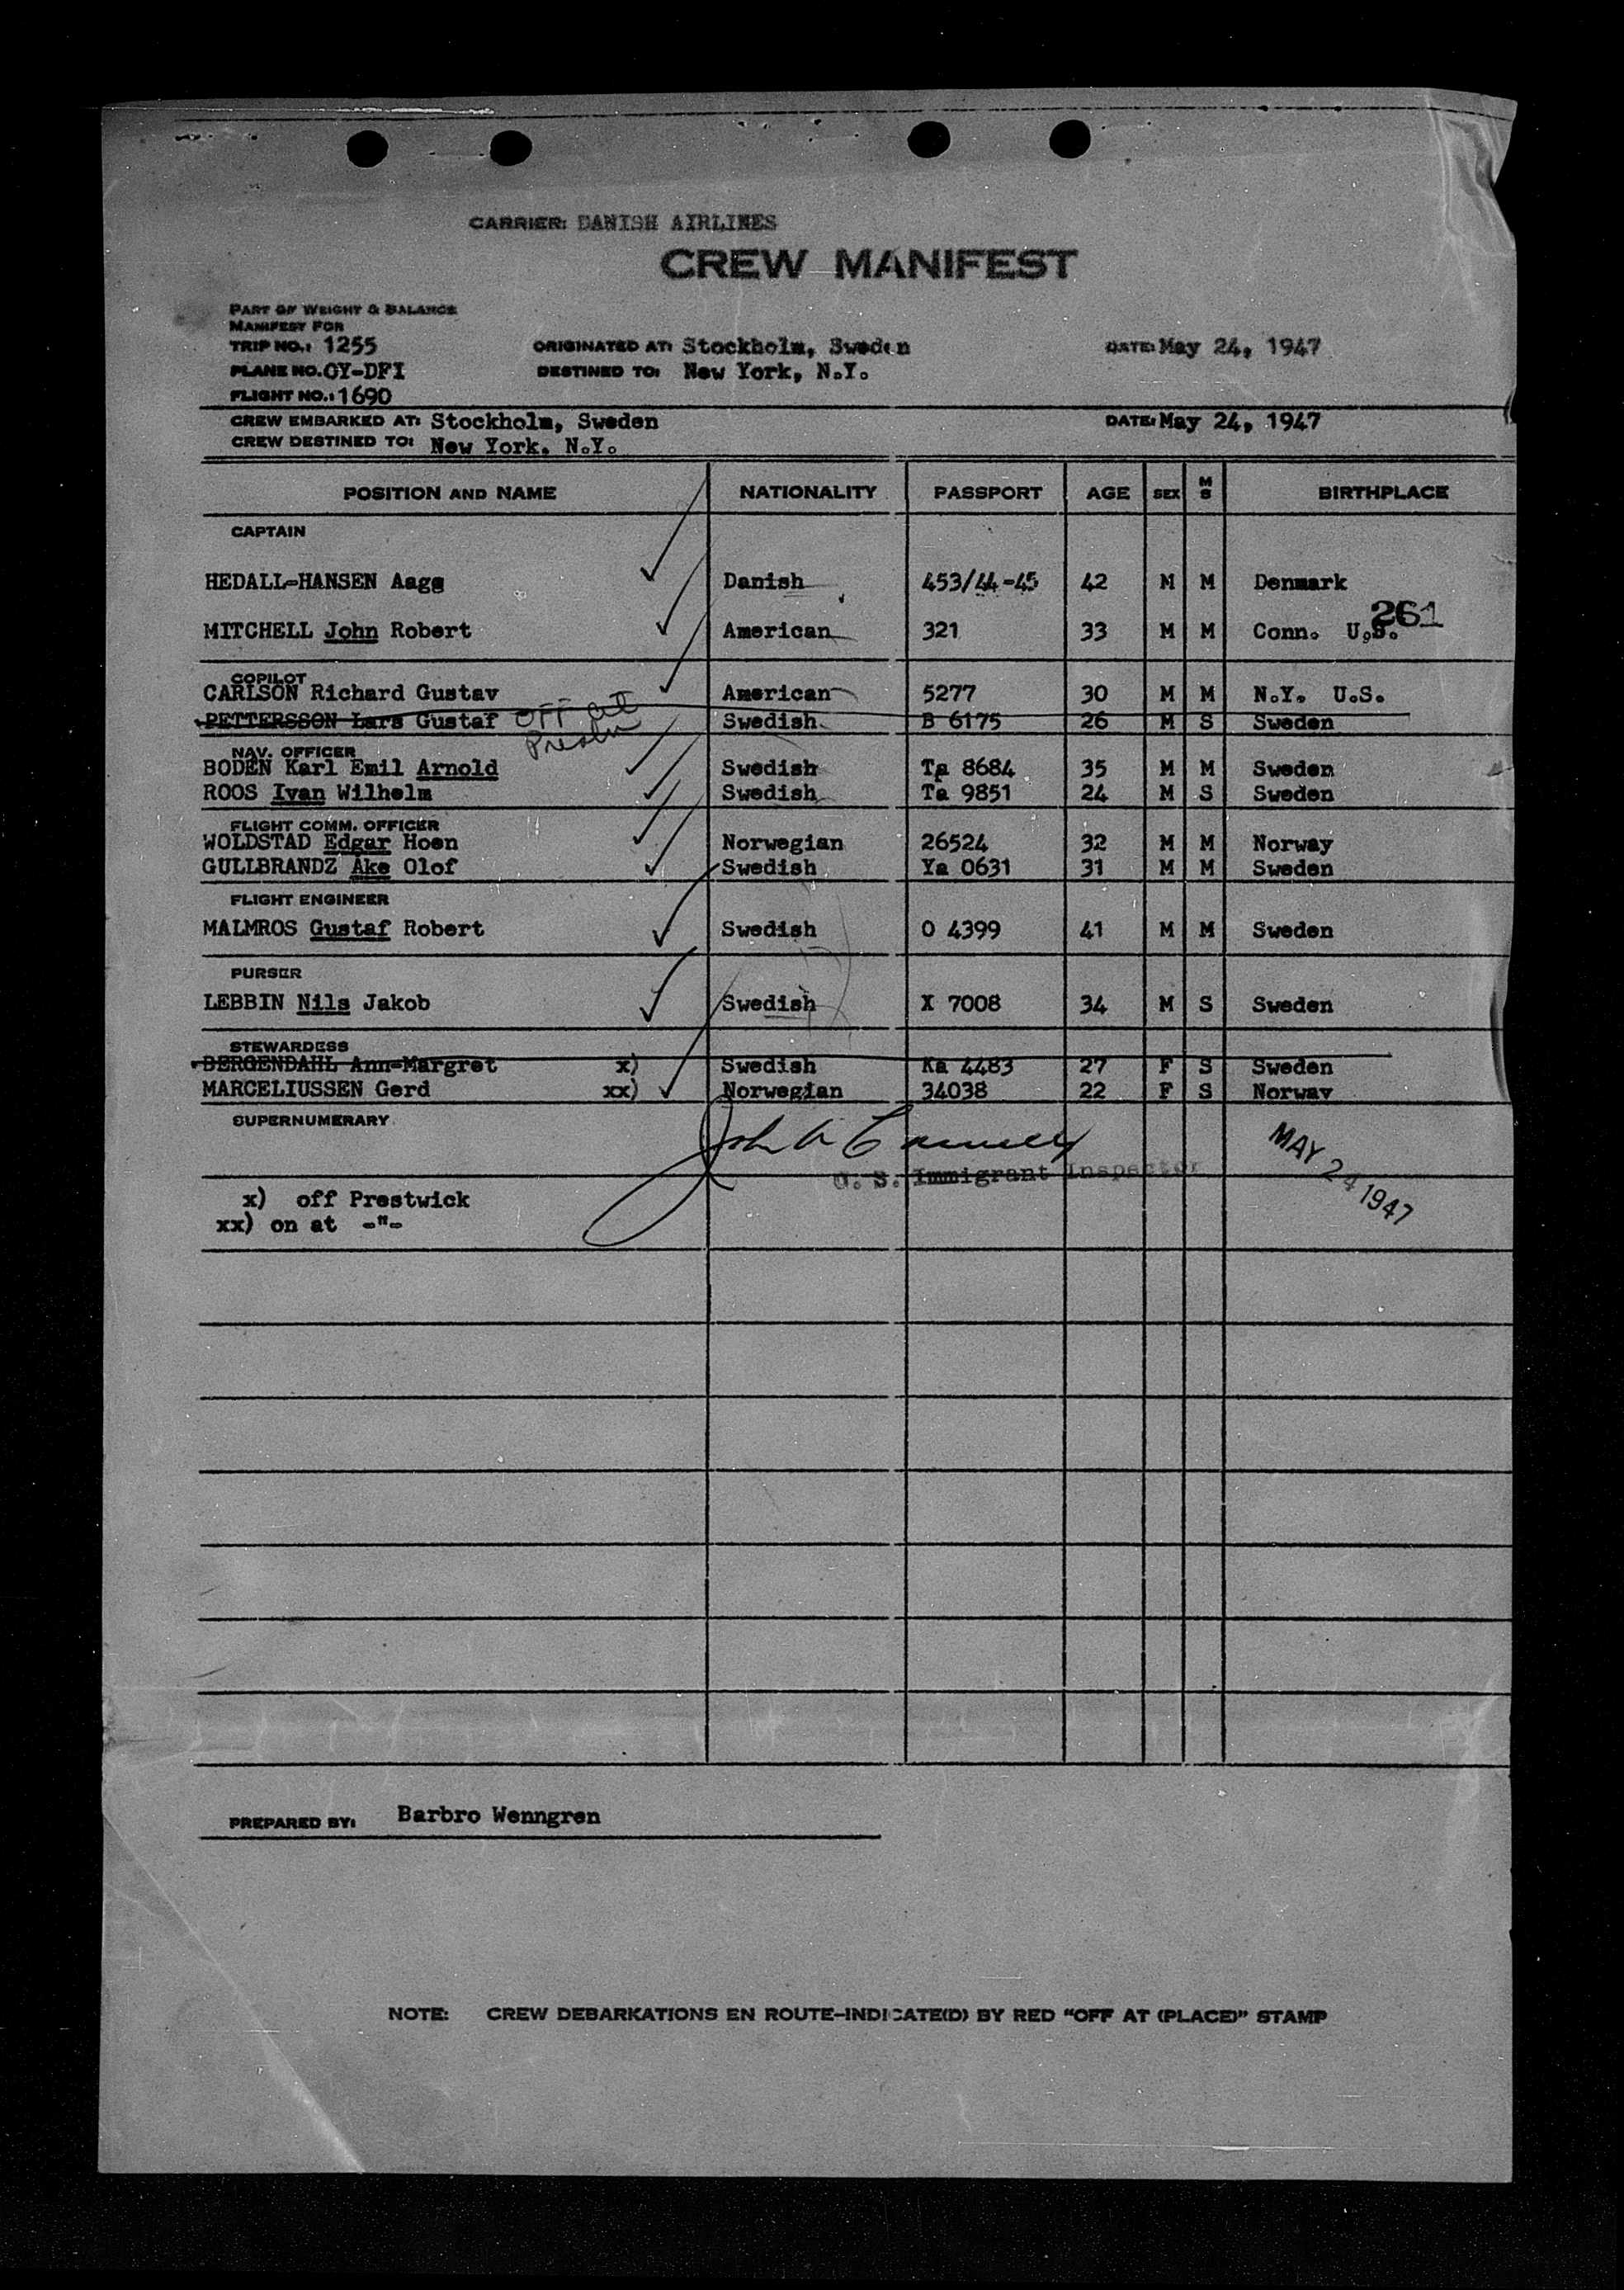 CARRIER: DANISH AIRLINES
CREW MANIFEST
PART OF WEIGHT & BALANCE
MANIFEST FOR
TRIP NO.: 1255 ORIGINATED AT: Stockholm, Sweden DATE: May 24, 1947
PLANE NO. OY-DFI DESTINED TO: New York, N.Y.
FLIGHT NO.: 1690
CREW EMBARKED AT: Stockholm, Sweden DATE: May 24, 1947
CREW DESTINED TO: New York, N.Y.
POSITION AND NAME NATIONALITY PASSPORT AGE SEX M S BIRTHPLACE
CAPTAIN
HEDALL-HANSEN Aage Danish 453/44-45 42 M M Denmark
261
MITCHELL John Robert American 321 33 M M Conn. U.S.
COPILOT
CARLSON Richard Gustav American 5277 30 M M N.Y. U.S.
PETTERSSON Lars Gustaf OFF at Swedish B 6175 26 M S Sweden
NAV. OFFICER
BODEN Karl Emil Arnold Swedish Ta 8684 35 M M Sweden
ROOS Ivan Wilhelm Swedish Ta 9851 24 M S Sweden
FLIGHT COMM. OFFICER
WOLDSTAD Edgar Hoen Norwegian 26524 32 M M Norway
GULLBRANDZ Ake Olof Swedish Ya 0631 31 M M Sweden
FLIGHT ENGINEER
MALMROS Gustaf Robert Swedish O 4399 41 M M Sweden
PURSER
LEBBIN Nils Jakob Swedish X 7008 34 M S Sweden
STEWARDESS
BERGENDAHL Ann-Margret x) Swedish Ka 4483 27 F S Sweden
MARCELIUSSEN Gerd xx) Norwegian 34038 22 F S Norway
SUPERNUMERARY
U. S. Immigrant Inspector
MAY 24 1947
x) off Prestwick
xx) on at -"-
PREPARED BY: Barbro Wenngren
NOTE: CREW DEBARKATIONS EN ROUTE-INDICATE(D) BY RED "OFF AT (PLACE)" STAMP